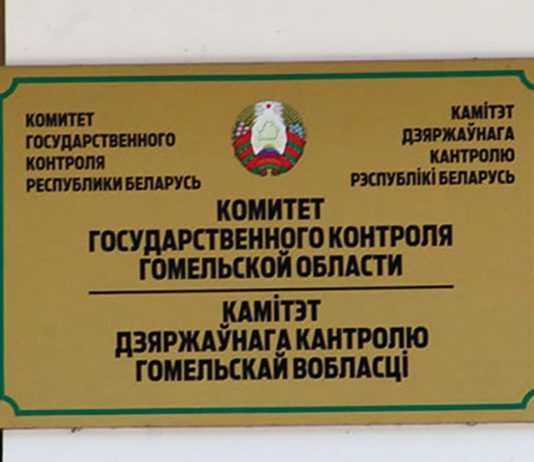 КОМИТЕТ
ГОСУДАРСТВЕННОГО
КОНТРОЛЯ
РЕСПУБЛИКИ БЕЛАРУСЬ
КАМІТЭТ
ДЗЯРЖАЎНАГА
КАНТРОЛЮ
РЭСПУБЛІКІ БЕЛАРУСЬ
КОМИТЕТ
ГОСУДАРСТВЕННОГО КОНТРОЛЯ
ГОМЕЛЬСКОЙ ОБЛАСТИ
КАМІТЭТ
ДЗЯРЖАЎНАГА КАНТРОЛЮ
ГОМЕЛЬСКАЙ ВОБЛАСЦІ